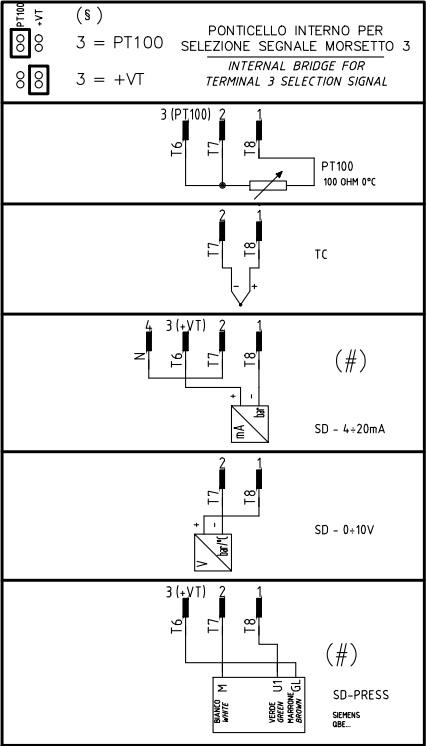 PT100
+VT
(§)
3 = PT100
3 = +VT
PONTICELLO INTERNO PER
SELEZIONE SEGNALE MORSETTO 3
INTERNAL BRIDGE FOR
TERMINAL 3 SELECTION SIGNAL
3 (PT100) 2 1
T6 T7 T8
PT100
100 OHM 0°C
2 1
T7 T8
- +
TC
4 3 (+VT) 2 1
N T6 T7 T8
(#)
+ -
mA bar
SD - 4÷20mA
2 1
T7 T8
+ -
V bar/°C
SD - 0÷10V
3 (+VT) 2 1
T6 T7 T8
(#)
M U1 GL
BIANCO
WHITE
VERDE
GREEN
MARRONE
BROWN
SD-PRESS
SIEMENS
QBE...